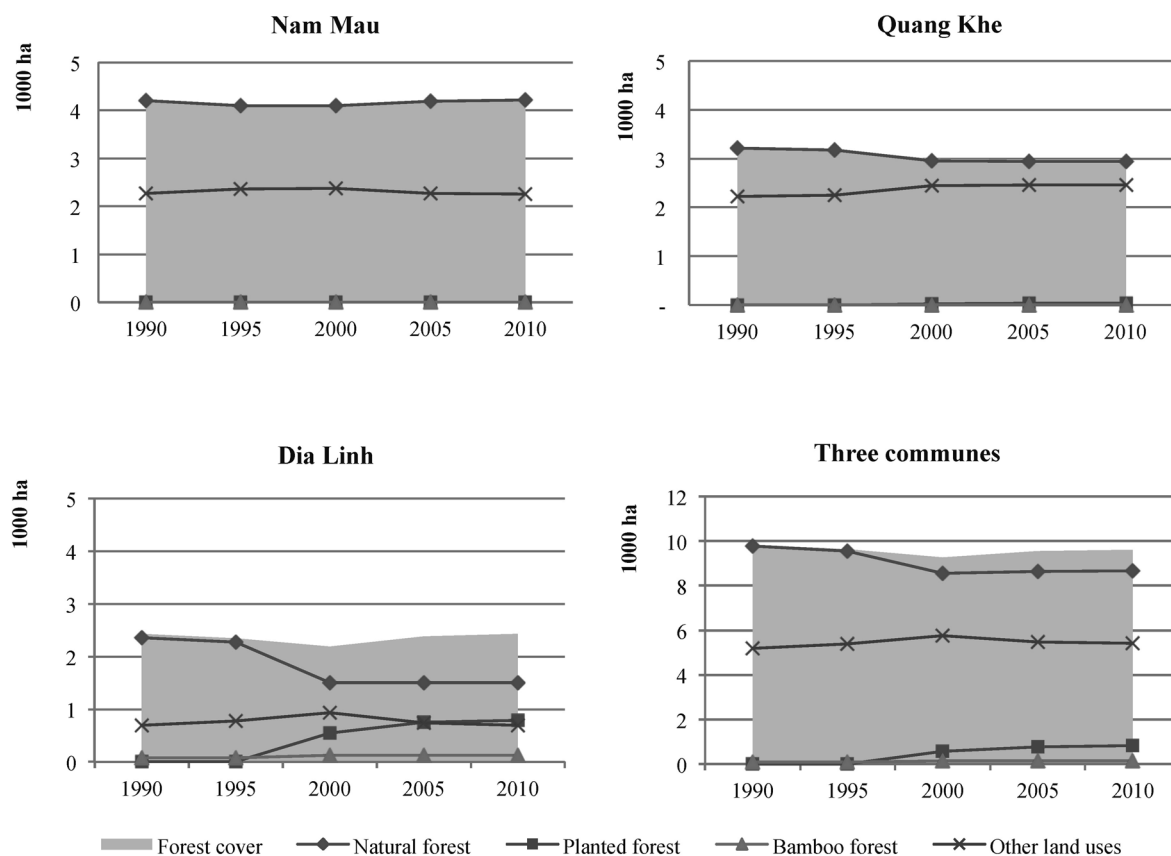 Nam Mau
1000 ha
5
4
3
2
1
0
1990 1995 2000 2005 2010
Quang Khe
1000 ha
5
4
3
2
1
-
1990 1995 2000 2005 2010
Dia Linh
1000 ha
5
4
3
2
1
0
1990 1995 2000 2005 2010
Three communes
1000 ha
12
10
8
6
4
2
0
1990 1995 2000 2005 2010
Forest cover Natural forest Planted forest Bamboo forest Other land uses